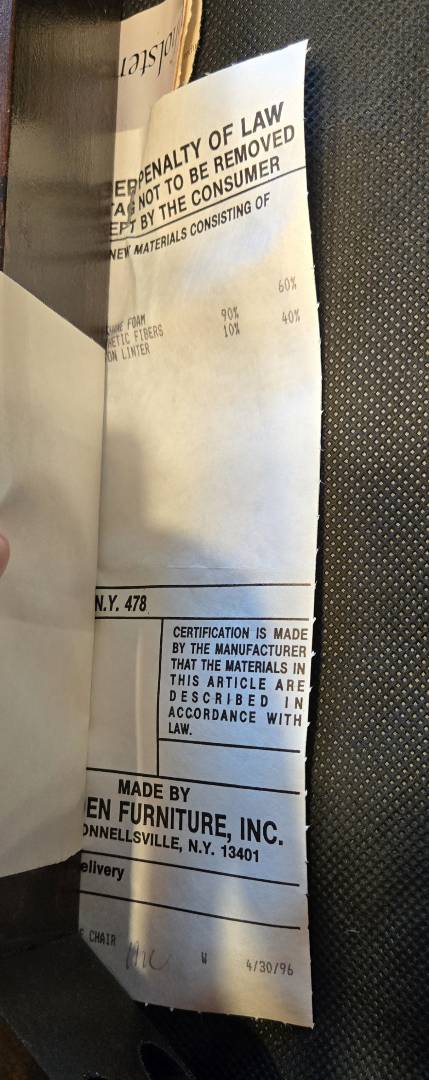 PENALTY OF LAW
NOT TO BE REMOVED
BY THE CONSUMER
NEW MATERIALS CONSISTING OF
60%
FOAM 90% 40%
FIBERS 10%
LINTER
N.Y. 478
CERTIFICATION IS MADE
BY THE MANUFACTURER
THAT THE MATERIALS IN
THIS ARTICLE ARE
DESCRIBED IN
ACCORDANCE WITH
LAW.
MADE BY
EN FURNITURE, INC.
ONNELLSVILLE, N.Y. 13401
elivery
CHAIR W 4/30/96